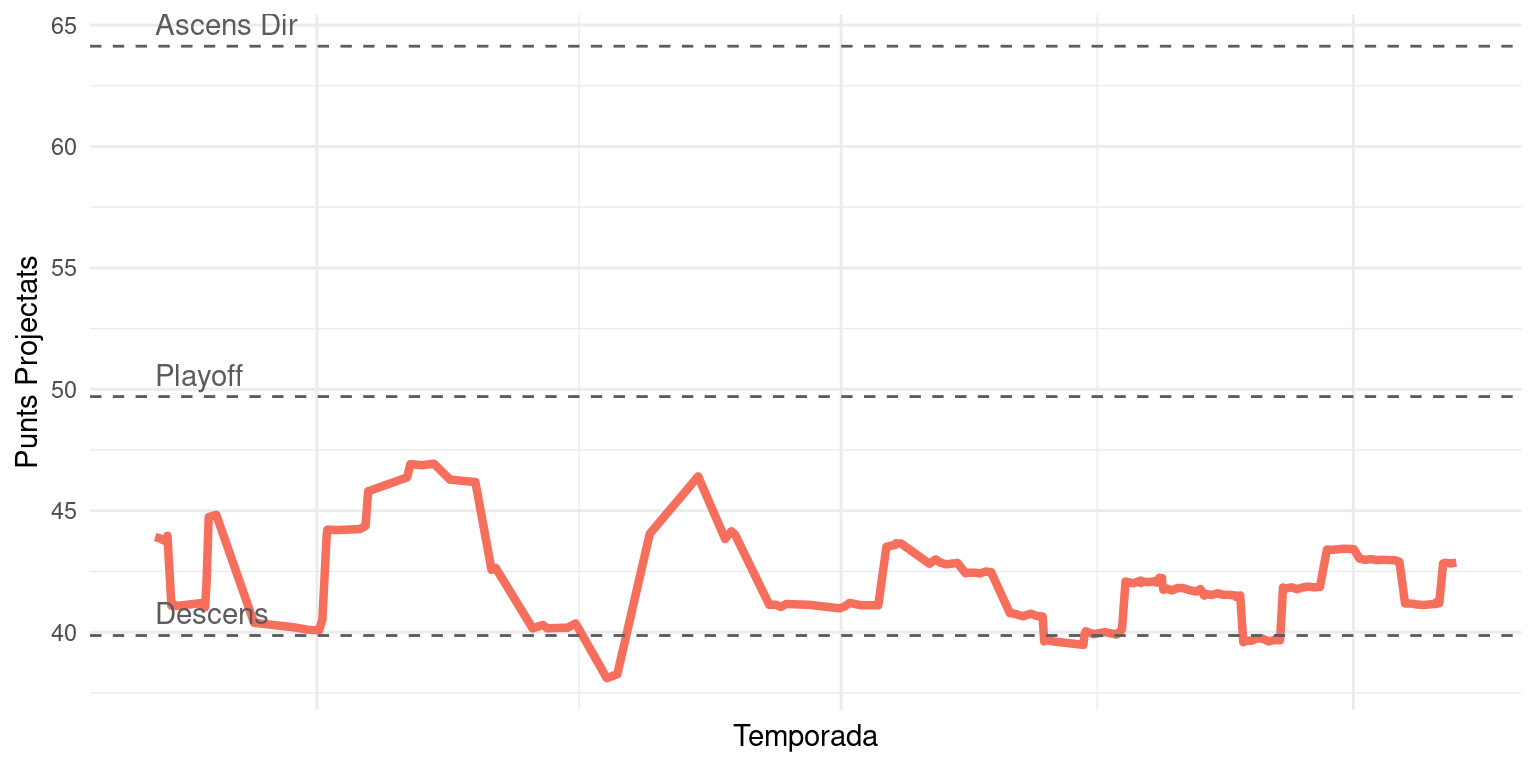 Ascens Dir
65
60
55
Playoff
50
45
Descens
40
Punts Projectats
Temporada